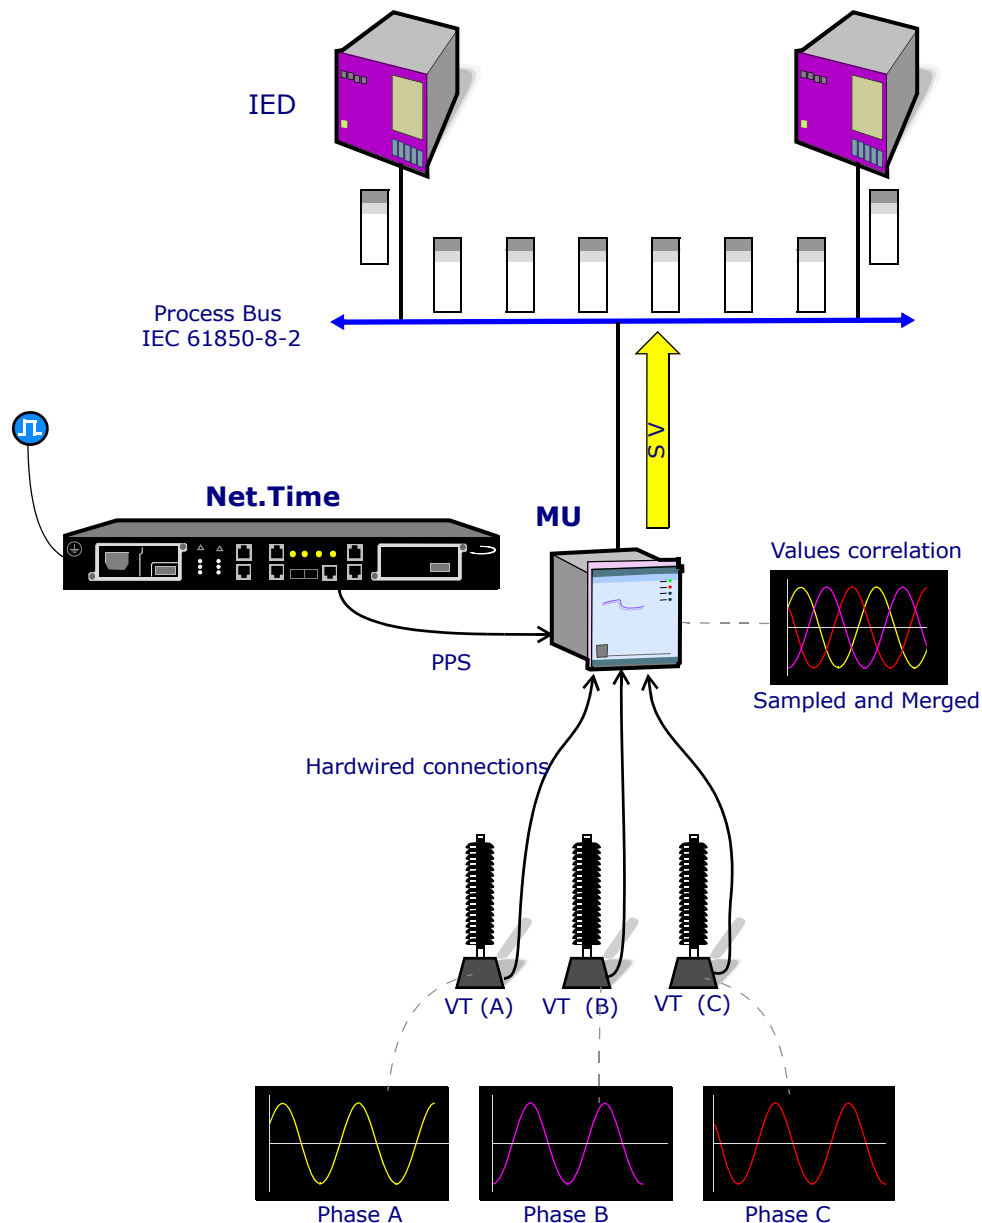 IED
Process Bus
IEC 61850-8-2
S V
Net.Time
MU
Values correlation
PPS
Sampled and Merged
Hardwired connections
VT (A)
VT (B)
VT (C)
Phase A
Phase B
Phase C